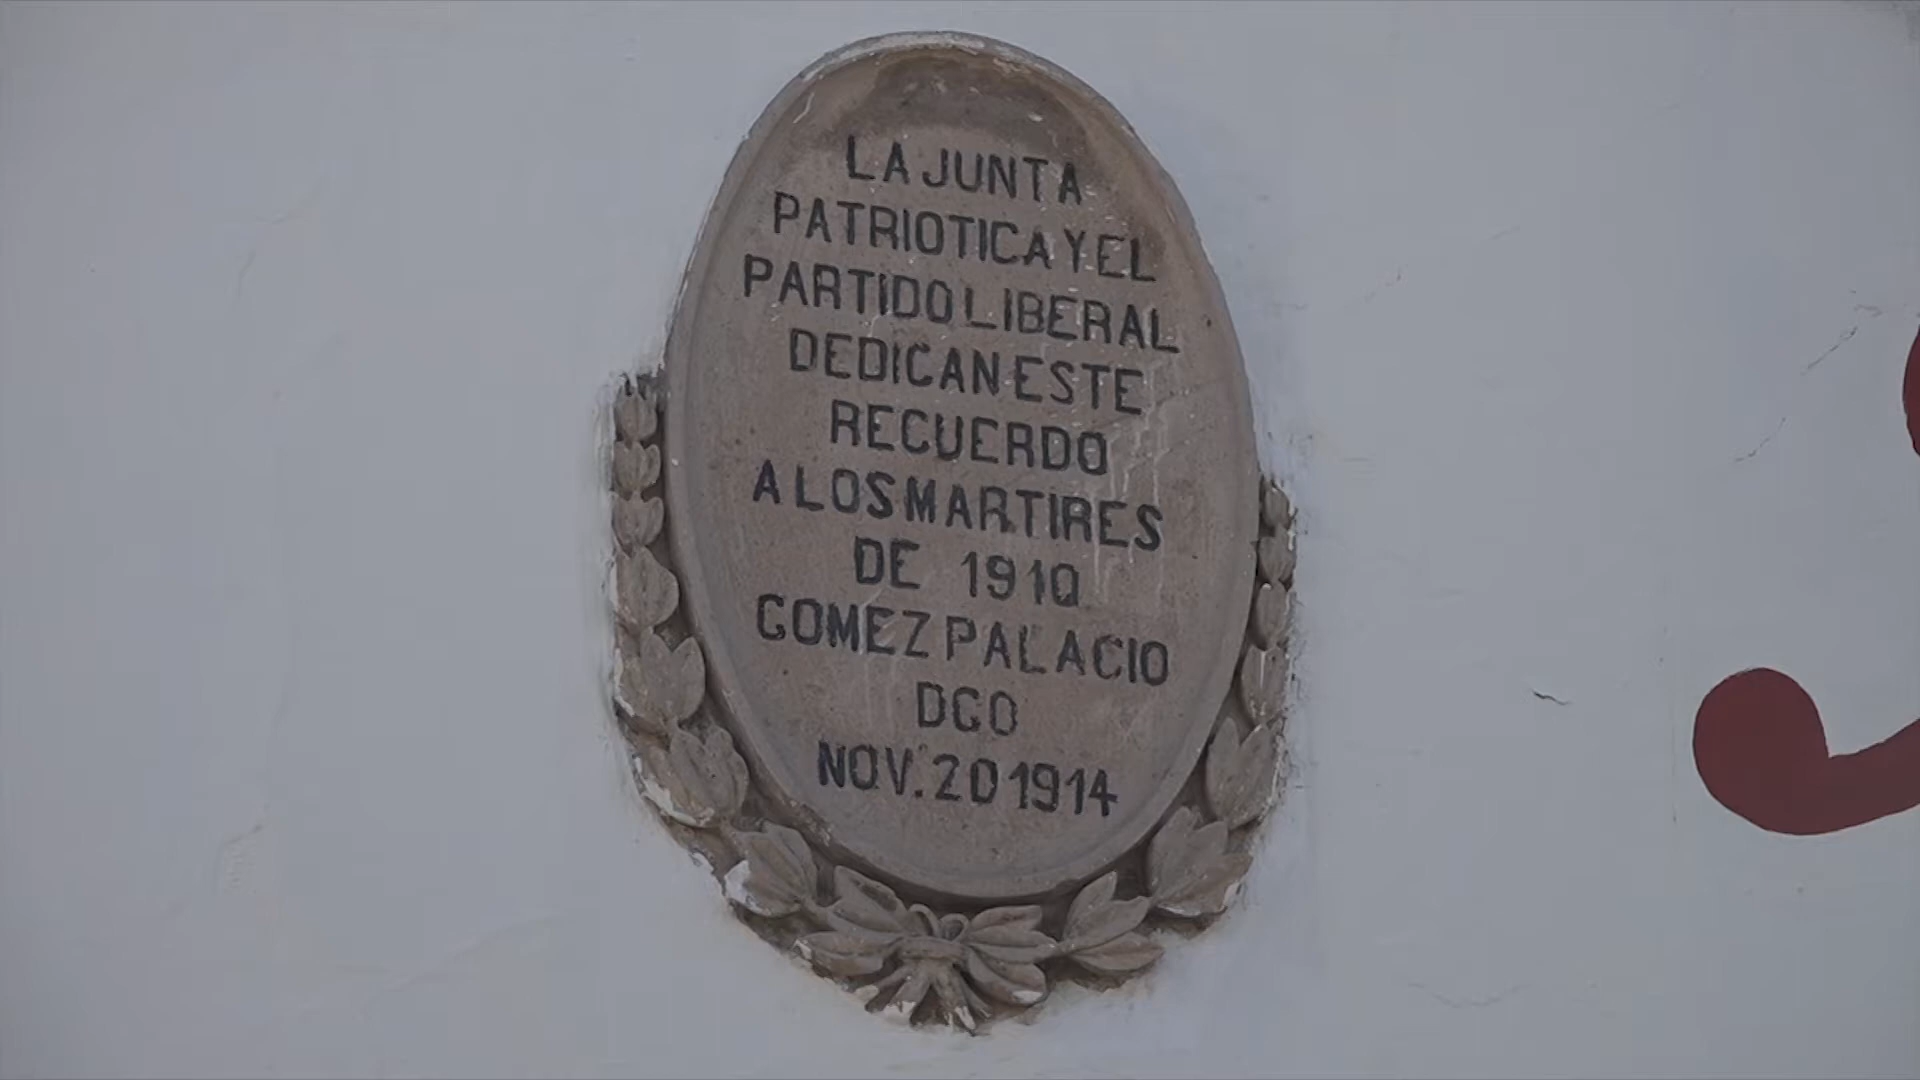 LA JUNTA
PATRIOTICA Y EL
PARTIDO LIBERAL
DEDICAN ESTE
RECUERDO
A LOS MARTIRES
DE 1910
GOMEZ PALACIO
DGO
NOV. 20 1914